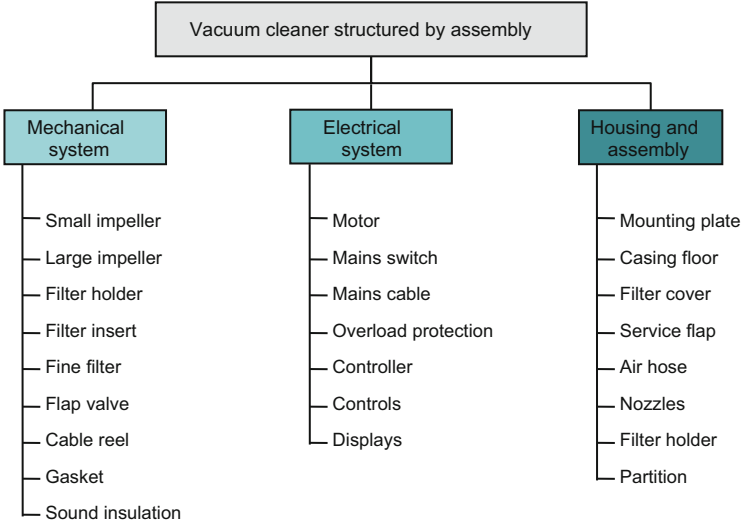 Vacuum cleaner structured by assembly
Mechanical
system
Small impeller
Large impeller
Filter holder
Filter insert
Fine filter
Flap valve
Cable reel
Gasket
Sound insulation
Electrical
system
Motor
Mains switch
Mains cable
Overload protection
Controller
Controls
Displays
Housing and
assembly
Mounting plate
Casing floor
Filter cover
Service flap
Air hose
Nozzles
Filter holder
Partition